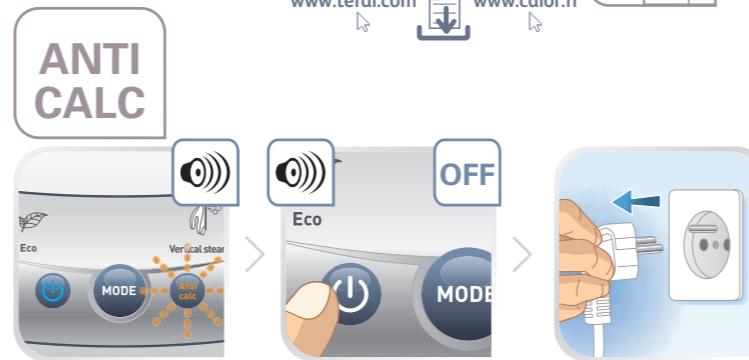 www.tefal.com www.calor.fr
ANTI
CALC
OFF
Eco
Eco
Vertical steam
MODE
Anti
calc
MODE